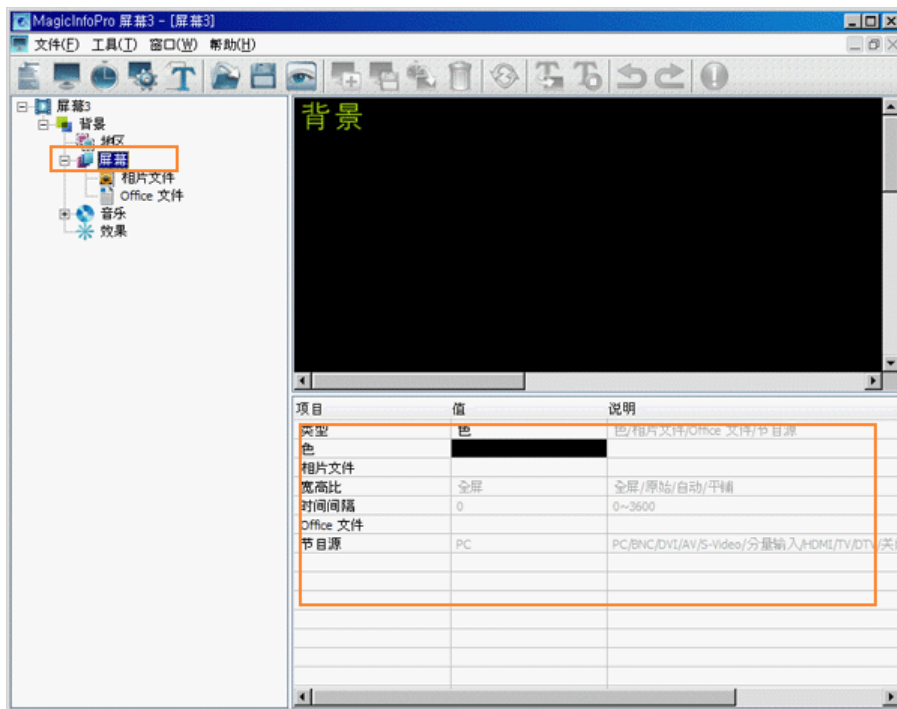 MagicInfoPro 屏幕3 - [屏幕3]
文件(F) 工具(T) 窗口(W) 帮助(H)
屏幕3
背景
地区
屏幕
相片文件
Office 文件
音乐
效果
背景
项目 值 说明
类型 色 色/相片文件/Office 文件/节目源
色
相片文件
宽高比 全屏 全屏/原始/自动/平铺
时间间隔 0 0~3600
Office 文件
节目源 PC PC/BNC/DVI/AV/S-Video/分量输入/HDMI/TV/DTV/关